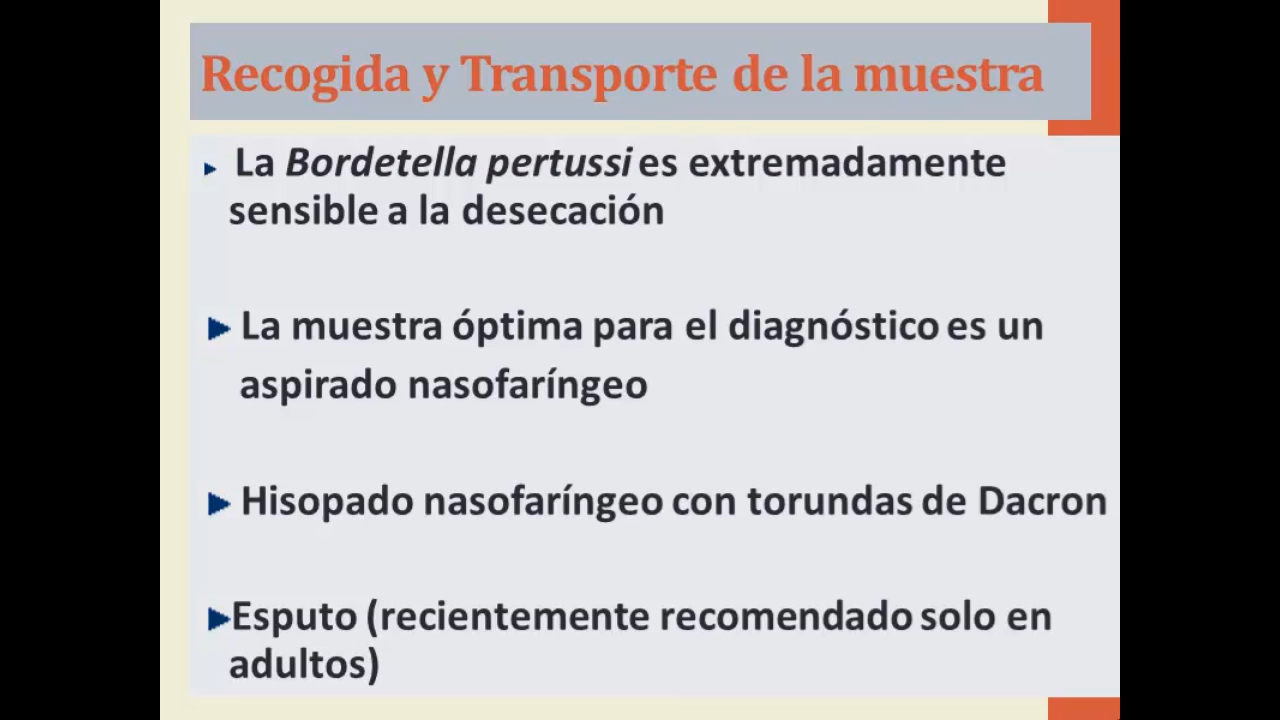 Recogida y Transporte de la muestra
La Bordetella pertussi es extremadamente
sensible a la desecación
La muestra óptima para el diagnóstico es un
aspirado nasofaríngeo
Hisopado nasofaríngeo con torundas de Dacron
Esputo (recientemente recomendado solo en
adultos)